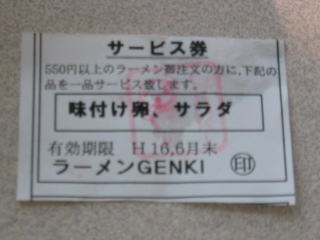 サービス券
550円以上のラーメン御注文の方に,下記の
品を一品サービス致します。
味付け卵、サラダ
有効期限 H16,6月末
ラーメンGENKI 印